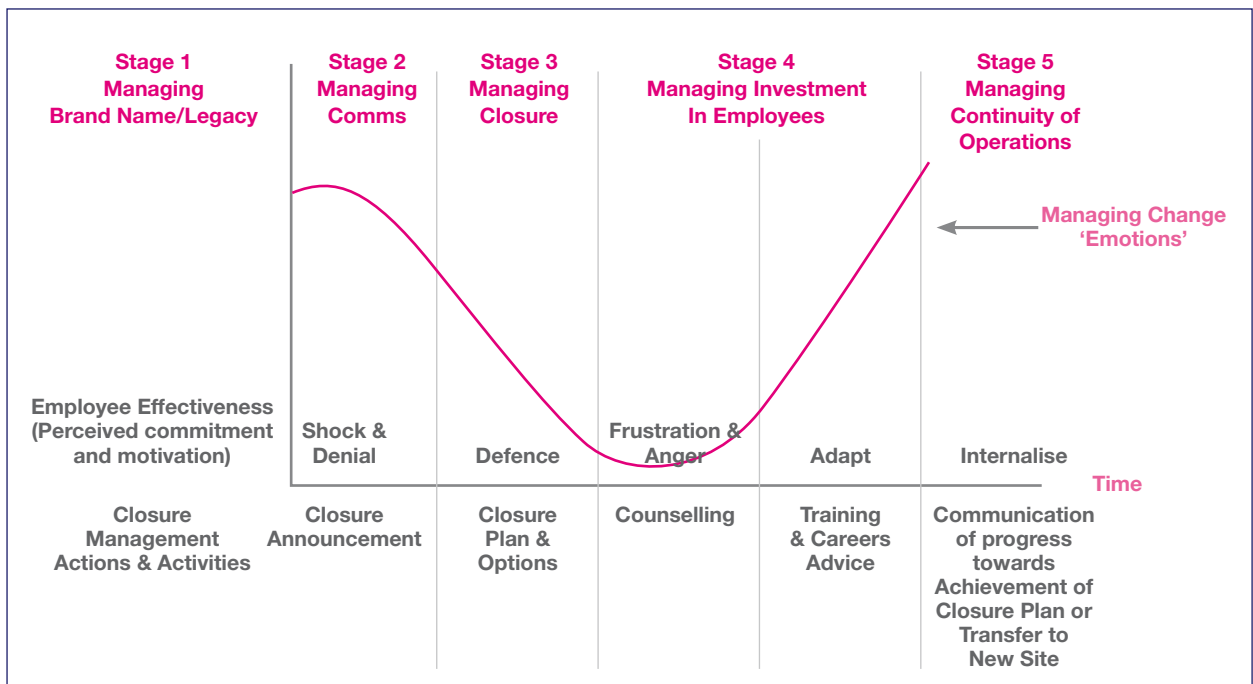 Stage 1
Managing
Brand Name/Legacy
Stage 2
Managing
Comms
Stage 3
Managing
Closure
Stage 4
Managing Investment
In Employees
Stage 5
Managing
Continuity of
Operations
Managing Change
‘Emotions’
Employee Effectiveness
(Perceived commitment
and motivation)
Shock &
Denial
Defence
Frustration &
Anger
Adapt
Internalise
Time
Closure
Management
Actions & Activities
Closure
Announcement
Closure
Plan &
Options
Counselling
Training
& Careers
Advice
Communication
of progress
towards
Achievement of
Closure Plan or
Transfer to
New Site